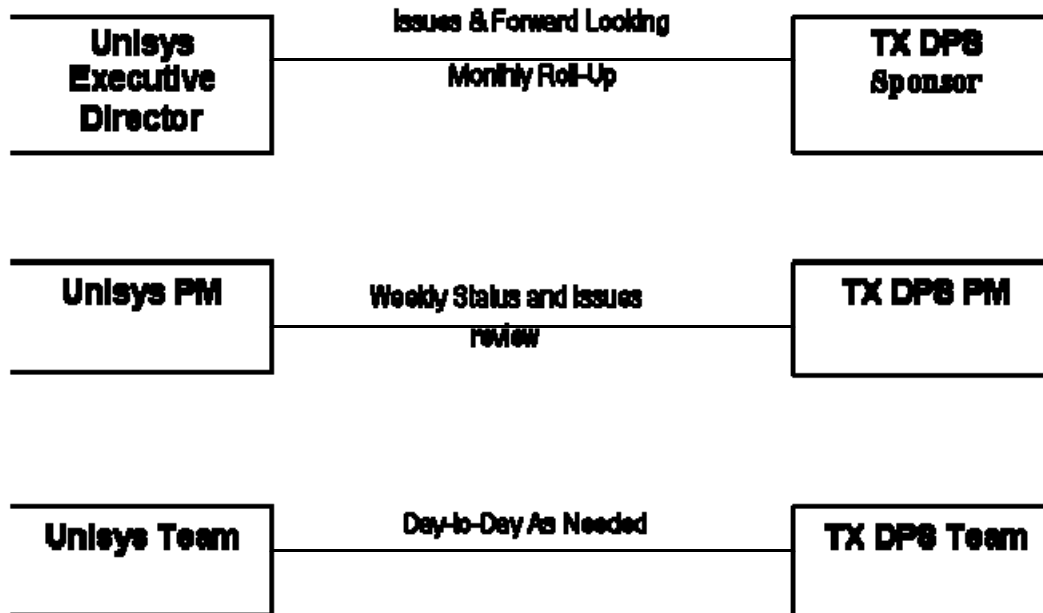 Issues & Forward Looking
Unisys
Executive
Director
Monthly Roll-Up
TX DPS
Sponsor
Unisys PM
Weekly Status and Issues
review
TX DPS PM
Unisys Team
Day-to-Day As Needed
TX DPS Team